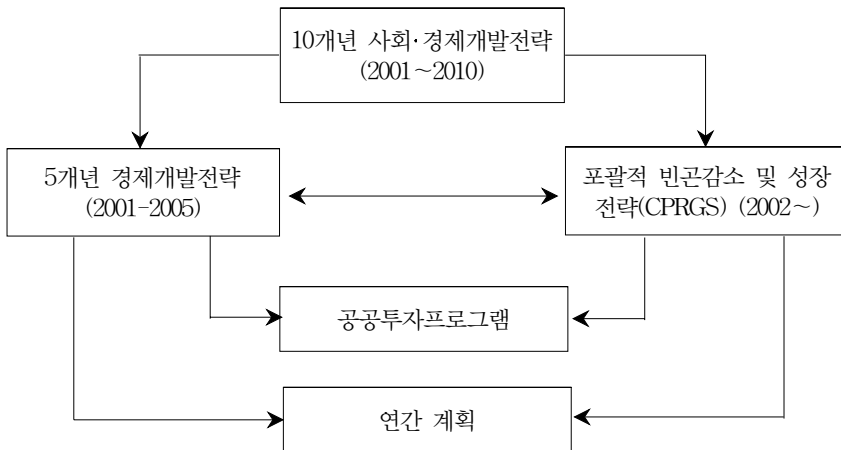 10개년 사회·경제개발전략
(2001～2010)
5개년 경제개발전략
(2001-2005)
포괄적 빈곤감소 및 성장
전략(CPRGS) (2002～)
공공투자프로그램
연간 계획